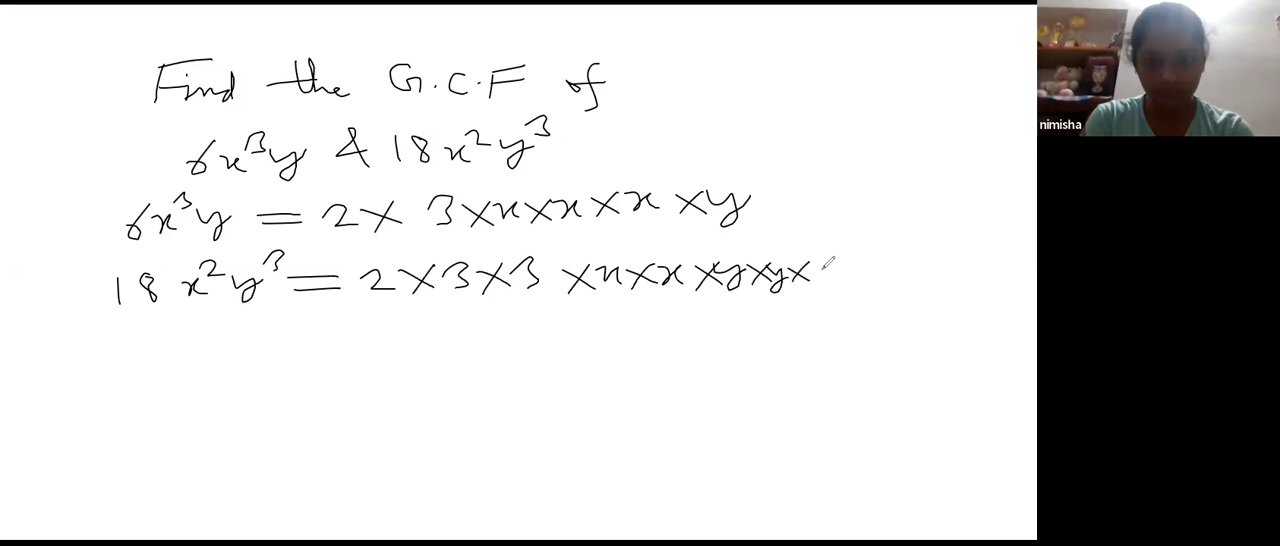 Find the G.C.F of
6x³y & 18x²y³
6x³y = 2 × 3 × x × x × x × y
18x²y³ = 2 × 3 × 3 × x × x × y × y ×
nimisha